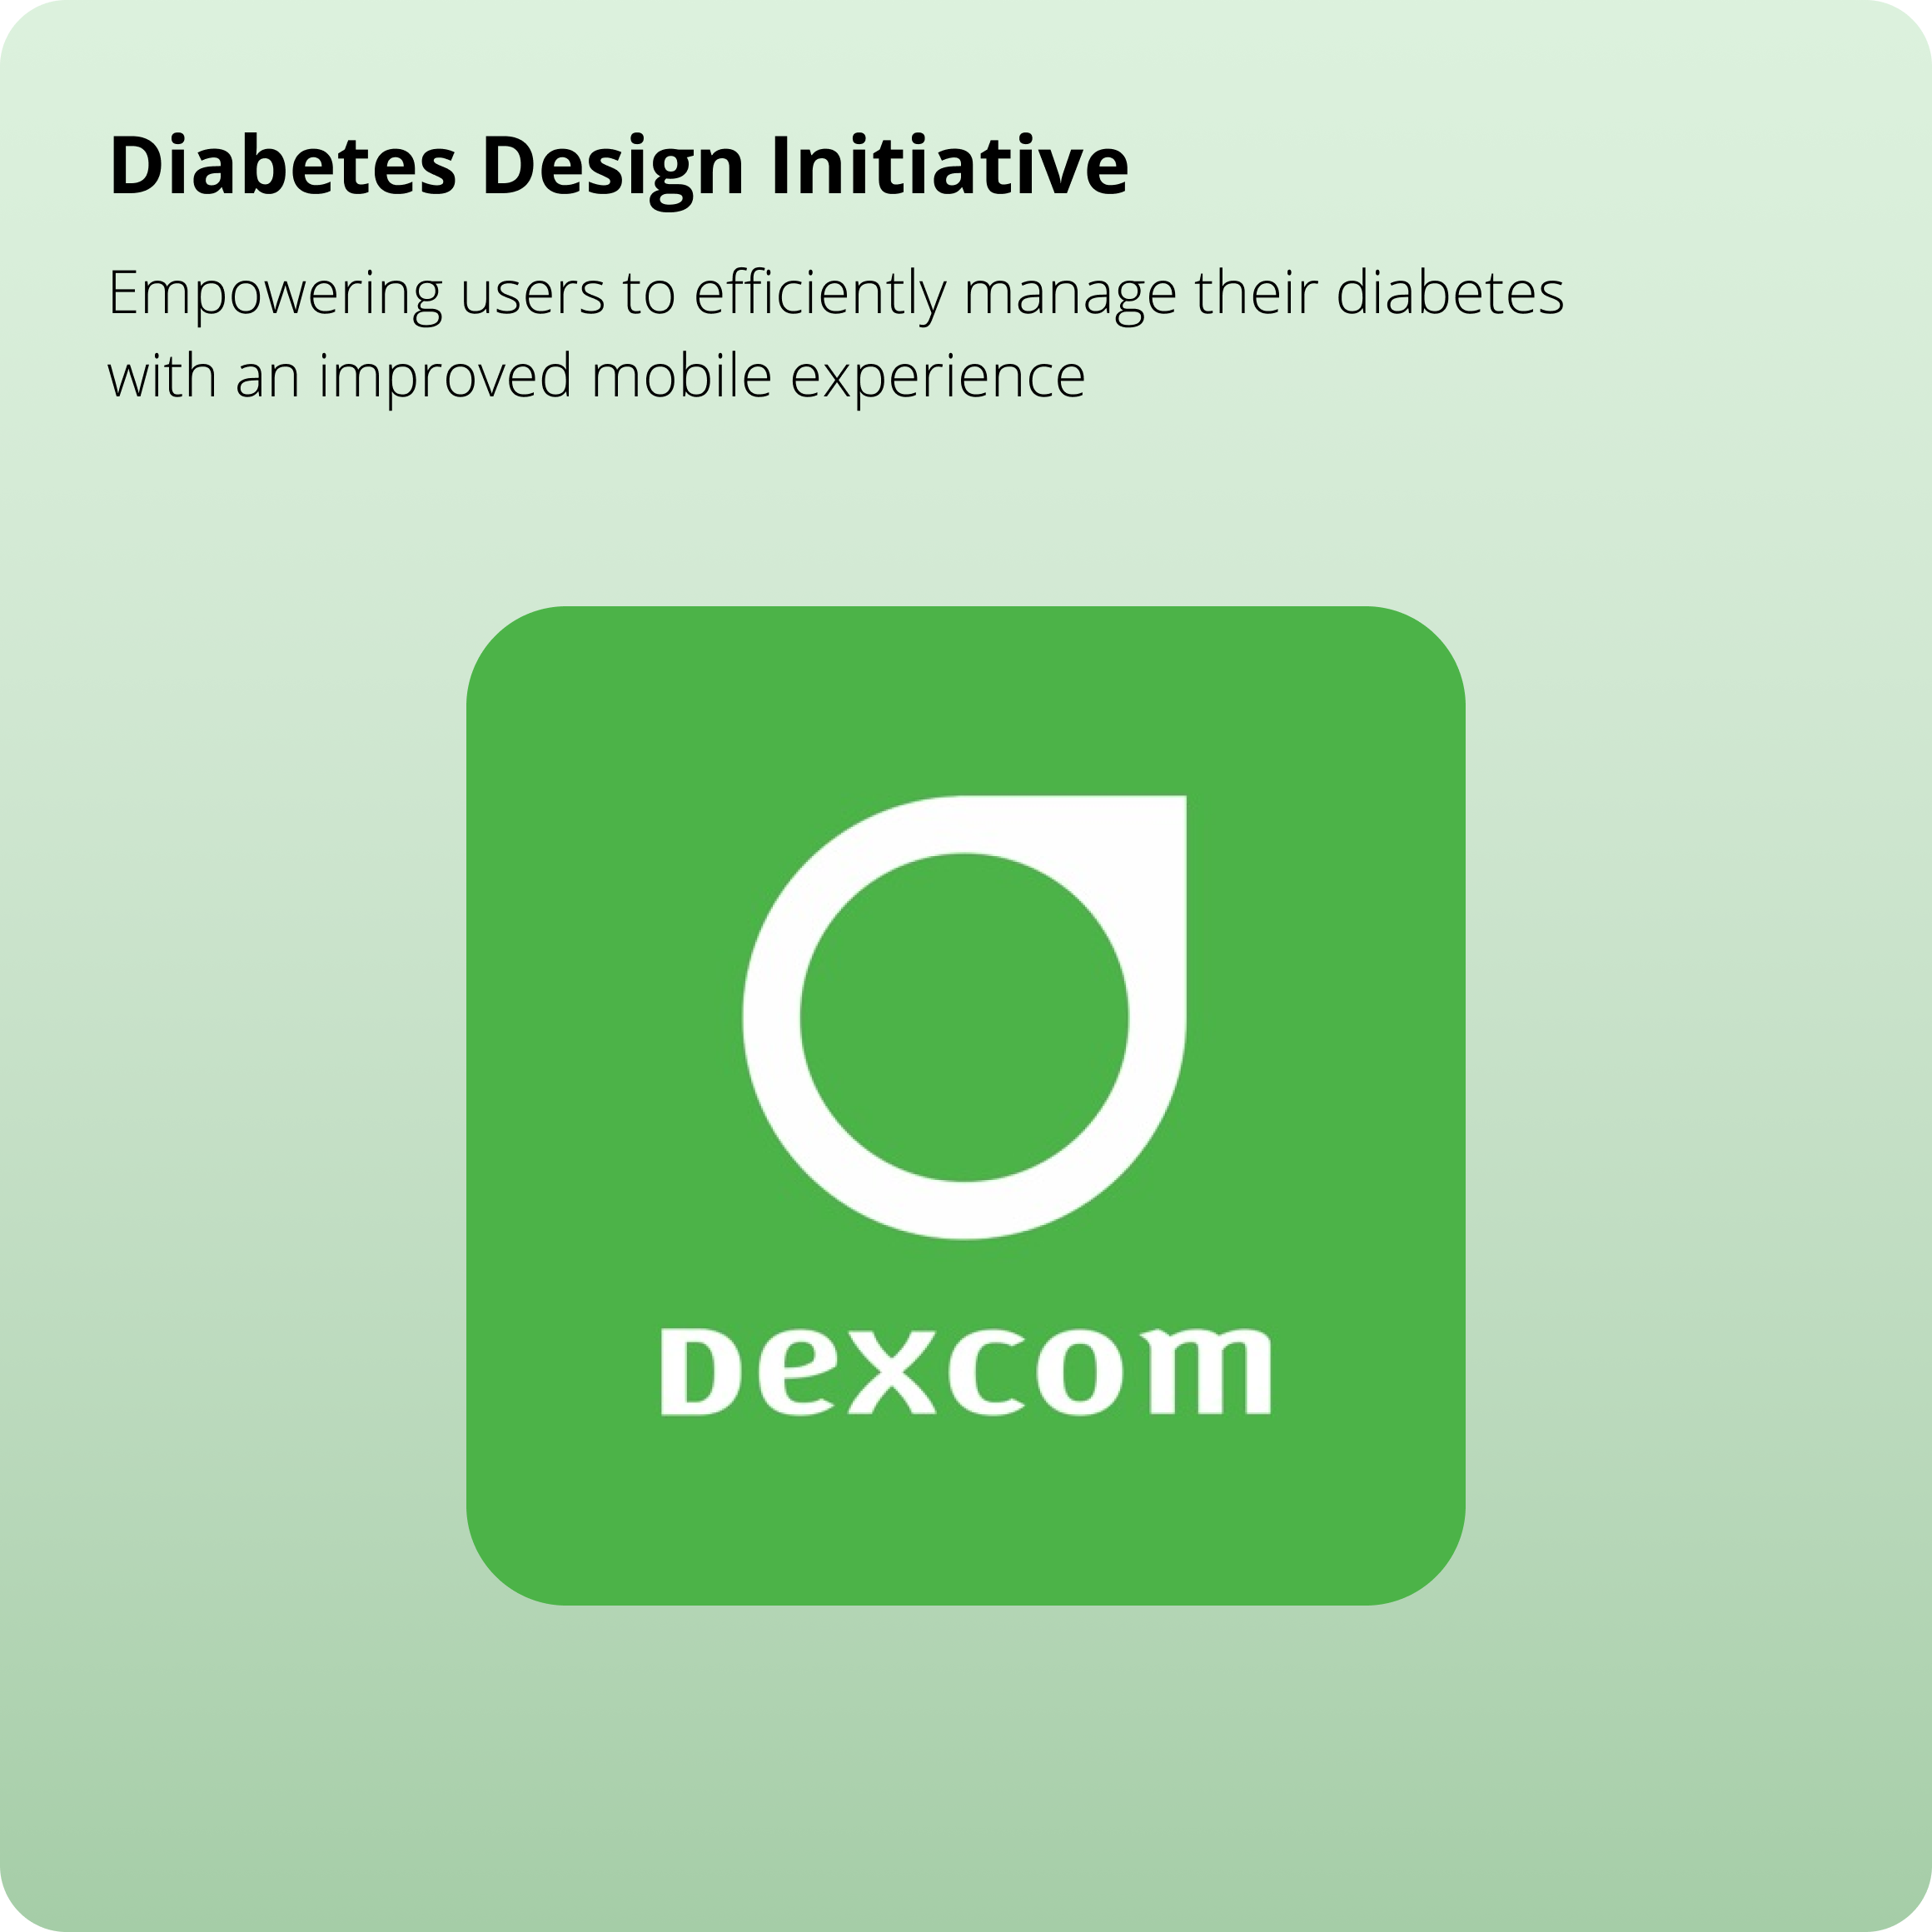 Diabetes Design Initiative
Empowering users to efficiently manage their diabetes
with an improved mobile experience
Dexcom